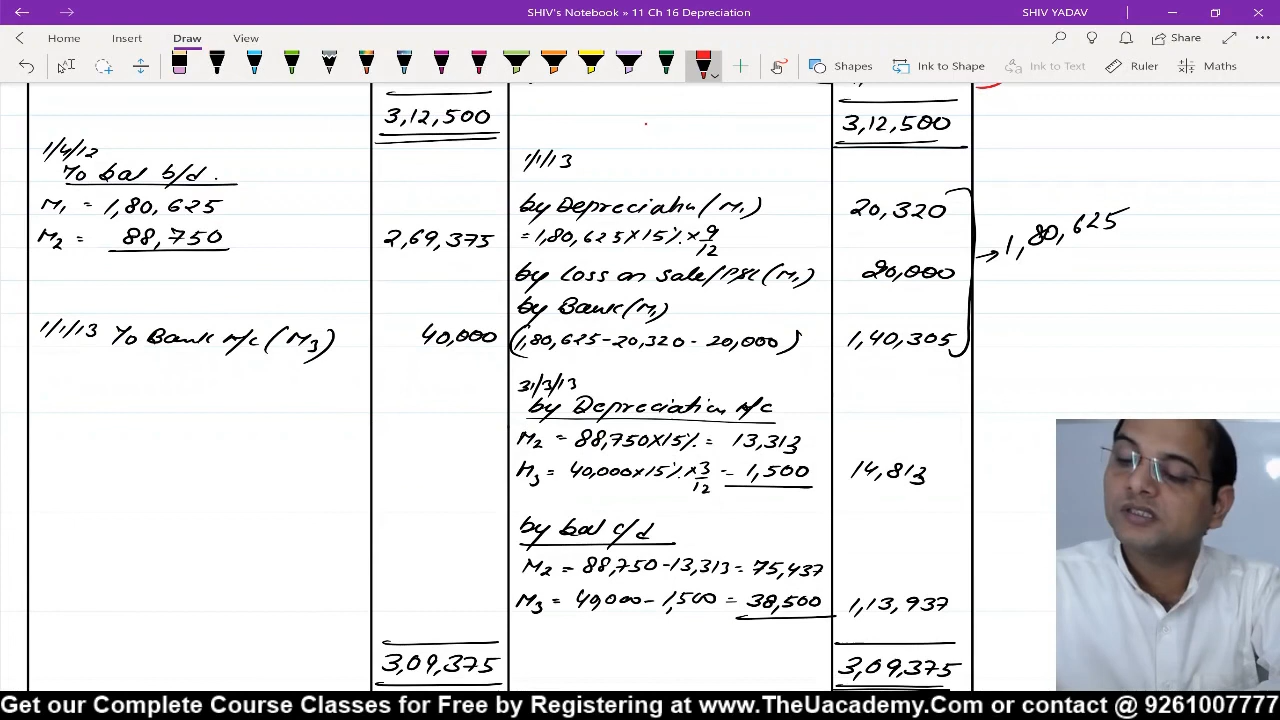 SHIV's Notebook » 11 Ch 16 Depreciation
SHIV YADAV
Home Insert Draw View
Share
Shapes
Ink to Shape
Ink to Text
Ruler
Maths
3,12,500
3,12,500
1/4/12
To bal b/d.
M1 = 1,80,625
M2 = 88,750
2,69,375
1/1/13 To Bank A/c (M3)
40,000
3,09,375
1/1/13
by Depreciation (M1)
20,320
= 1,80,625 × 15% × 9/12
by Loss on sale/P&L (M1)
20,000
by Bank (M1)
(1,80,625 - 20,320 - 20,000)
1,40,305
→ 1,80,625
31/3/13
by Depreciation A/c
M2 = 88,750 × 15% = 13,313
M3 = 40,000 × 15% × 3/12 = 1,500
14,813
by bal c/d
M2 = 88,750 - 13,313 = 75,437
M3 = 40,000 - 1,500 = 38,500
1,13,937
3,09,375
Get our Complete Course Classes for Free by Registering at www.TheUacademy.Com or contact @ 9261007777